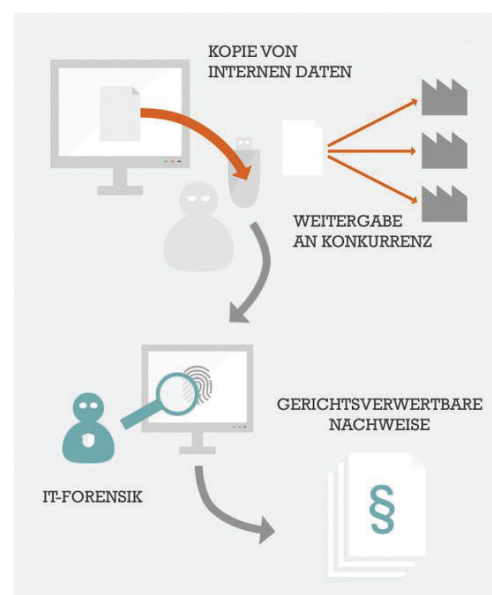 KOPIE VON
INTERNEN DATEN
WEITERGABE
AN KONKURRENZ
GERICHTSVERWERTBARE
NACHWEISE
IT-FORENSIK
§